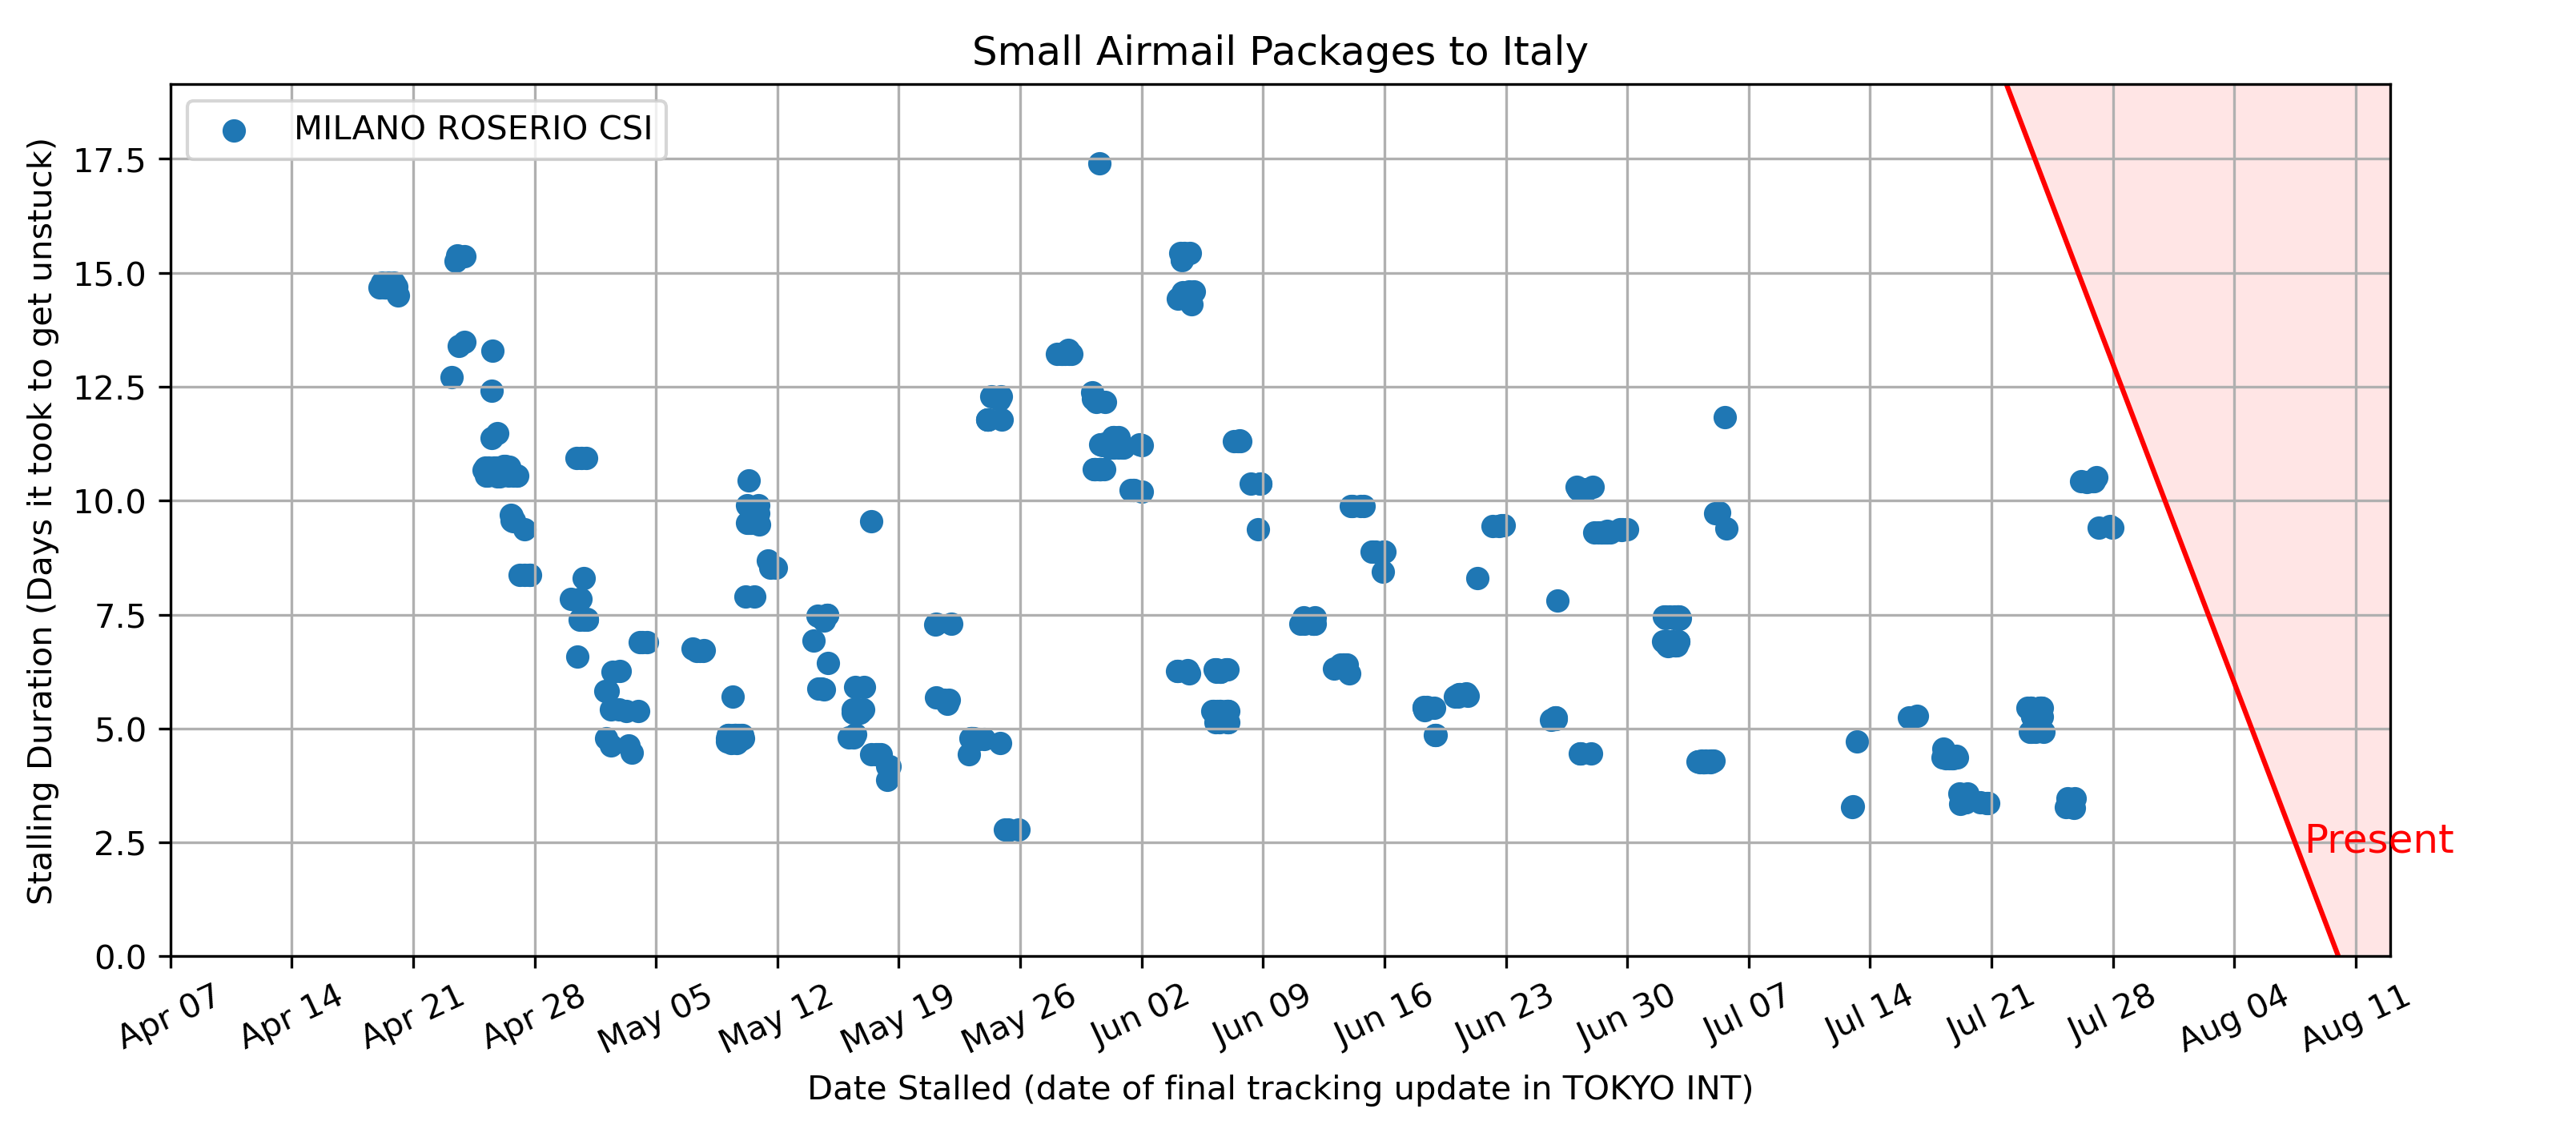 Small Airmail Packages to Italy
MILANO ROSERIO CSI
Stalling Duration (Days it took to get unstuck)
17.5
15.0
12.5
10.0
7.5
5.0
2.5
0.0
Present
Apr 07
Apr 14
Apr 21
Apr 28
May 05
May 12
May 19
May 26
Jun 02
Jun 09
Jun 16
Jun 23
Jun 30
Jul 07
Jul 14
Jul 21
Jul 28
Aug 04
Aug 11
Date Stalled (date of final tracking update in TOKYO INT)